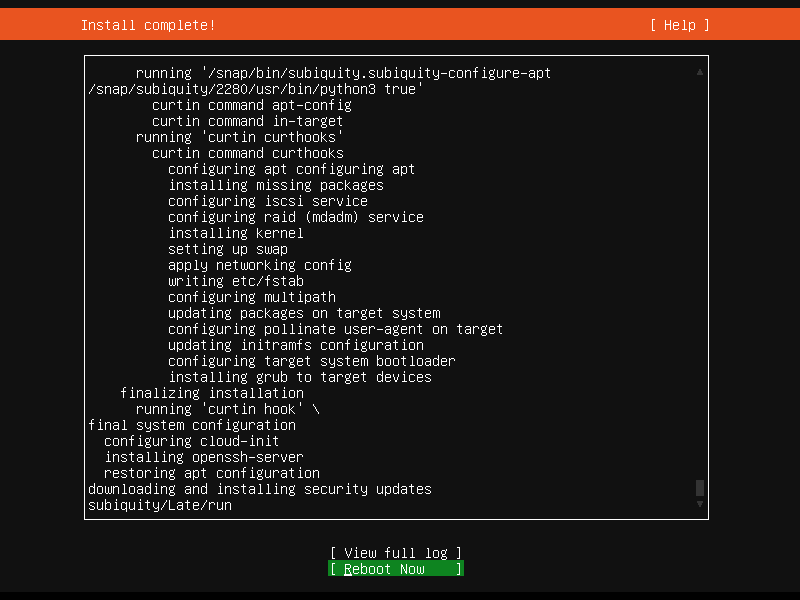 Install complete! [ Help ]
running '/snap/bin/subiquity.subiquity-configure-apt
/snap/subiquity/2280/usr/bin/python3 true'
curtin command apt-config
curtin command in-target
running 'curtin curthooks'
curtin command curthooks
configuring apt configuring apt
installing missing packages
configuring iscsi service
configuring raid (mdadm) service
installing kernel
setting up swap
apply networking config
writing etc/fstab
configuring multipath
updating packages on target system
configuring pollinate user-agent on target
updating initramfs configuration
configuring target system bootloader
installing grub to target devices
finalizing installation
running 'curtin hook' \
final system configuration
configuring cloud-init
installing openssh-server
restoring apt configuration
downloading and installing security updates
subiquity/Late/run
[ View full log ]
[ Reboot Now ]